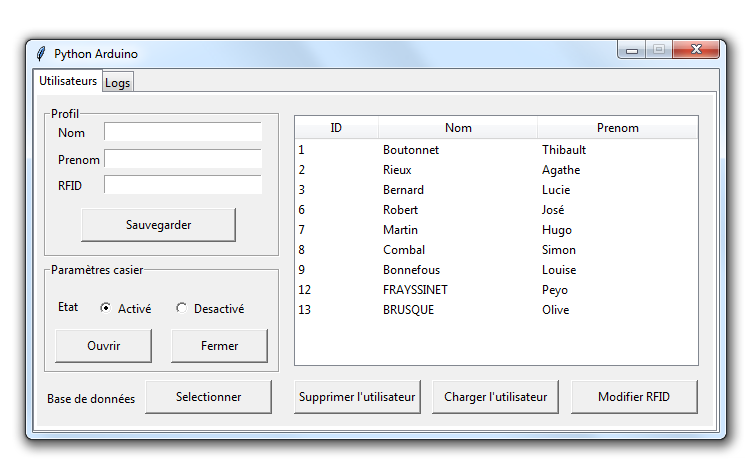 Python Arduino
Utilisateurs Logs
Profil
Nom
Prenom
RFID
Sauvegarder
Paramètres casier
Etat Activé Desactivé
Ouvrir Fermer
Base de données Selectionner
ID Nom Prenom
1 Boutonnet Thibault
2 Rieux Agathe
3 Bernard Lucie
6 Robert José
7 Martin Hugo
8 Combal Simon
9 Bonnefous Louise
12 FRAYSSINET Peyo
13 BRUSQUE Olive
Supprimer l'utilisateur Charger l'utilisateur Modifier RFID